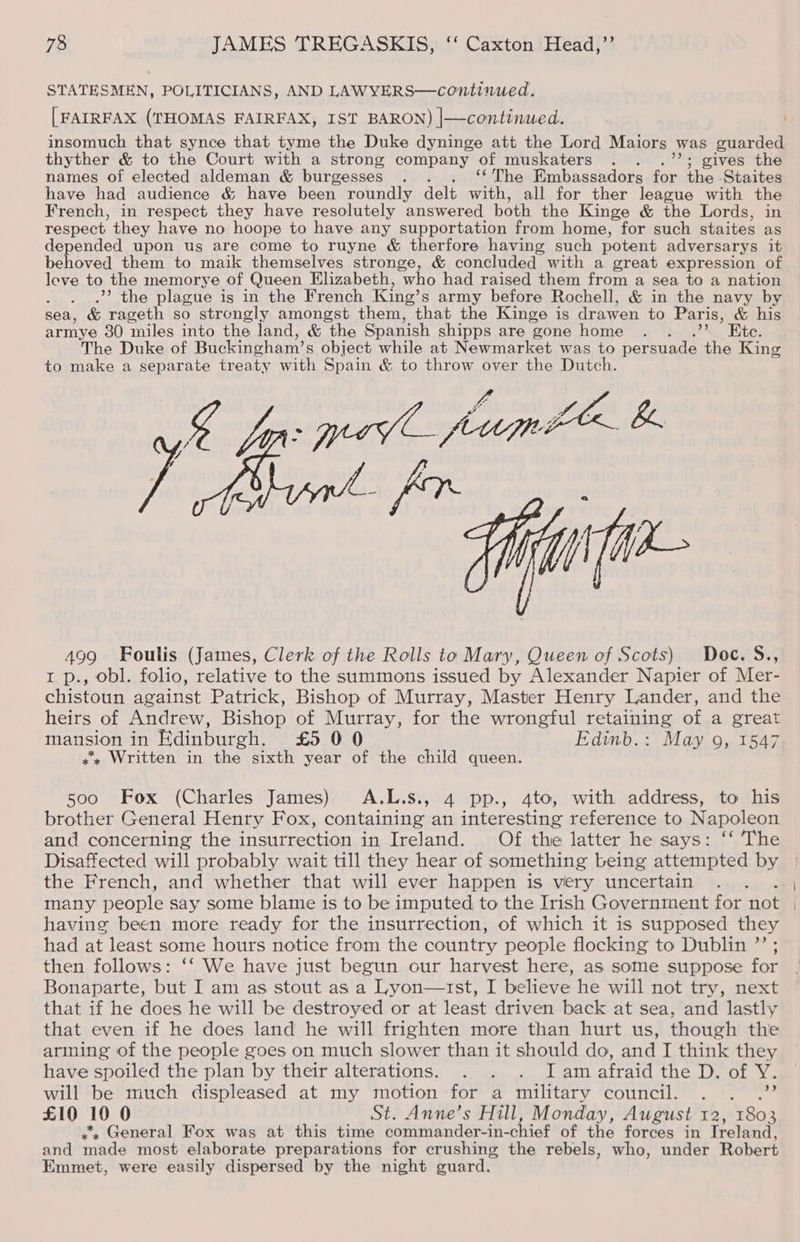 78 JAMES TREGASKIS, ‘‘ Caxton Head,’’
STATESMEN, POLITICIANS, AND LAWYERS—continued.
[FAIRFAX (THOMAS FAIRFAX, 1ST BARON)]—continued.
insomuch that synce that tyme the Duke dyninge att the Lord Maiors was guarded
thyther & to the Court with a strong company of muskaters . . .’’; gives the
names of elected aldeman & burgesses . . . ‘‘ The Embassadors for the Staites
have had audience & have been roundly delt with, all for ther league with the
French, in respect they have resolutely answered both the Kinge & the Lords, in
respect they have no hoope to have any supportation from home, for such staites as
depended upon us are come to ruyne & therfore having such potent adversarys it
behoved them to maik themselves stronge, & concluded with a great expression of
love to the memorye of Queen Elizabeth, who had raised them from a sea to a nation
. . .’’ the plague is in the French King’s army before Rochell, & in the navy by
sea, & rageth so strongly amongst them, that the Kinge is drawen to Paris, & his
armye 30 miles into the land, & the Spanish shipps are gone home . . .’’ Etc.
The Duke of Buckingham’s object while at Newmarket was to persuade the King
to make a separate treaty with Spain & to throw over the Dutch.
most humble &
for
ffairfax
499 Foulis (James, Clerk of the Rolls to Mary, Queen of Scots) Doc. S.,
1 p., obl. folio, relative to the summons issued by Alexander Napier of Mer-
chistoun against Patrick, Bishop of Murray, Master Henry Lander, and the
heirs of Andrew, Bishop of Murray, for the wrongful retaining of a great
mansion in Edinburgh. £5 0 0 Edinb.: May 9, 1547
*** Written in the sixth year of the child queen.
500 Fox (Charles James) A.L.s., 4 pp., 4to, with address, to his
brother General Henry Fox, containing an interesting reference to Napoleon
and concerning the insurrection in Ireland. Of the latter he says: ‘‘ The
Disaffected will probably wait till they hear of something being attempted by
the French, and whether that will ever happen is very uncertain . . .
many people say some blame is to be imputed to the Irish Government for not
having been more ready for the insurrection, of which it is supposed they
had at least some hours notice from the country people flocking to Dublin ’’;
then follows: ‘‘ We have just begun our harvest here, as some suppose for
Bonaparte, but I am as stout as a Lyon—1st, I believe he will not try, next
that if he does he will be destroyed or at least driven back at sea, and lastly
that even if he does land he will frighten more than hurt us, though the
arming of the people goes on much slower than it should do, and I think they
have spoiled the plan by their alterations. . . . I am afraid the D. of Y.
will be much displeased at my motion for a military council. . . .’’
£10 10 0 St. Anne’s Hill, Monday, August 12, 1803
*** General Fox was at this time commander-in-chief of the forces in Ireland,
and made most elaborate preparations for crushing the rebels, who, under Robert
Emmet, were easily dispersed by the night guard.